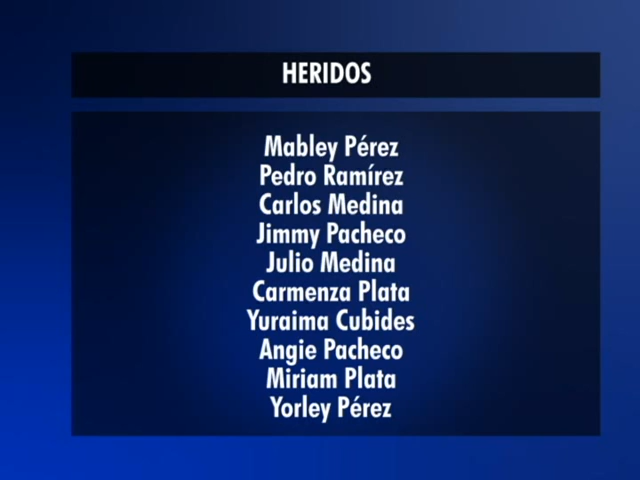 HERIDOS
Mabley Pérez
Pedro Ramírez
Carlos Medina
Jimmy Pacheco
Julio Medina
Carmenza Plata
Yuraima Cubides
Angie Pacheco
Miriam Plata
Yorley Pérez